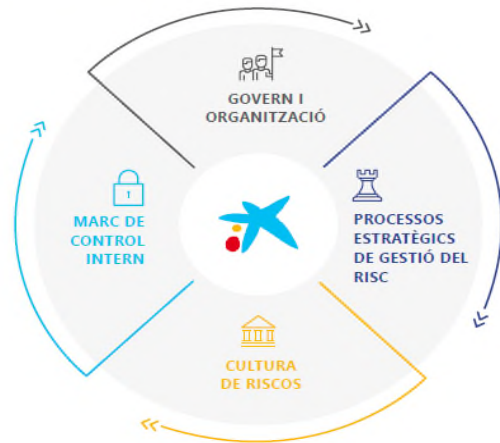 GOVERN I
ORGANITZACIÓ
MARC DE
CONTROL
INTERN
PROCESSOS
ESTRATÈGICS
DE GESTIÓ DEL
RISC
CULTURA
DE RISCOS